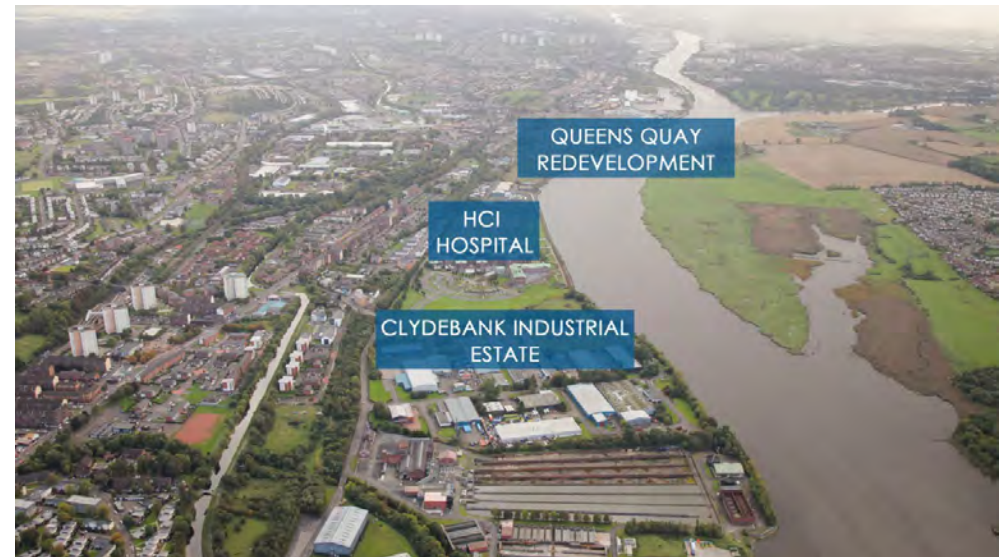 QUEENS QUAY
REDEVELOPMENT
HCI
HOSPITAL
CLYDEBANK INDUSTRIAL
ESTATE